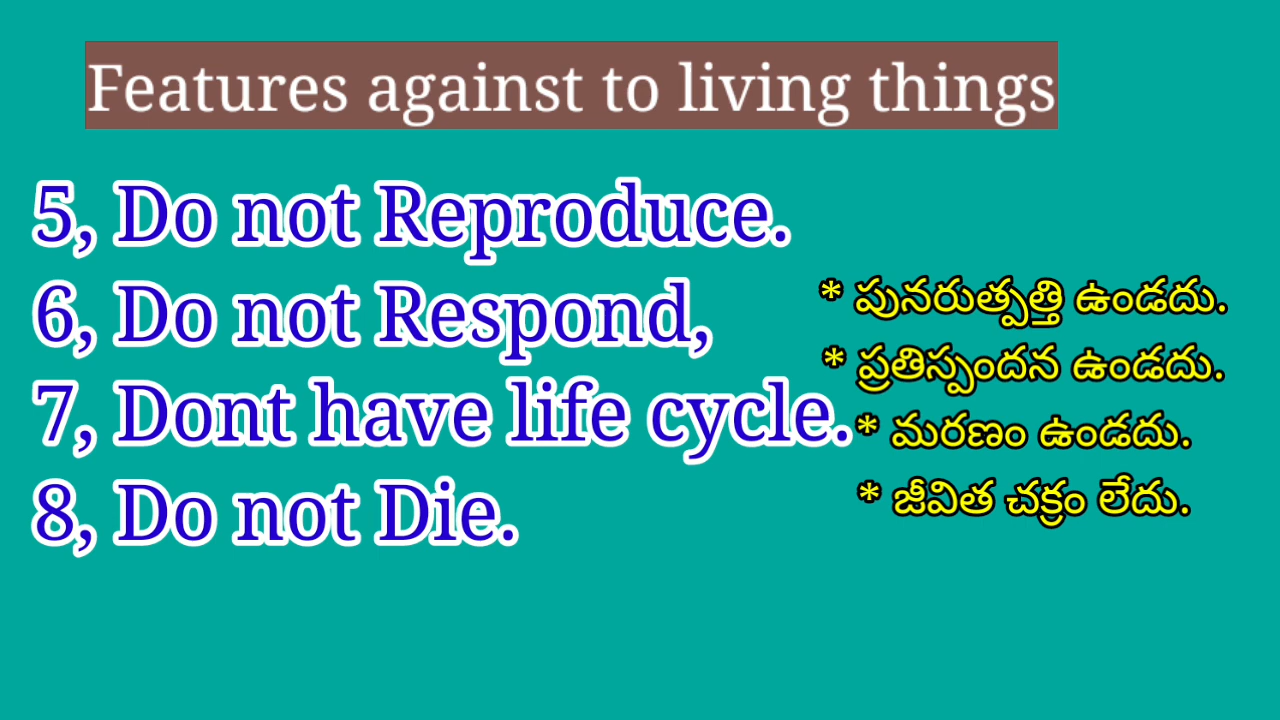 Features against to living things
5, Do not Reproduce.
6, Do not Respond,
7, Dont have life cycle.
8, Do not Die.
* పునరుత్పత్తి ఉండదు.
* ప్రతిస్పందన ఉండదు.
* మరణం ఉండదు.
* జీవిత చక్రం లేదు.